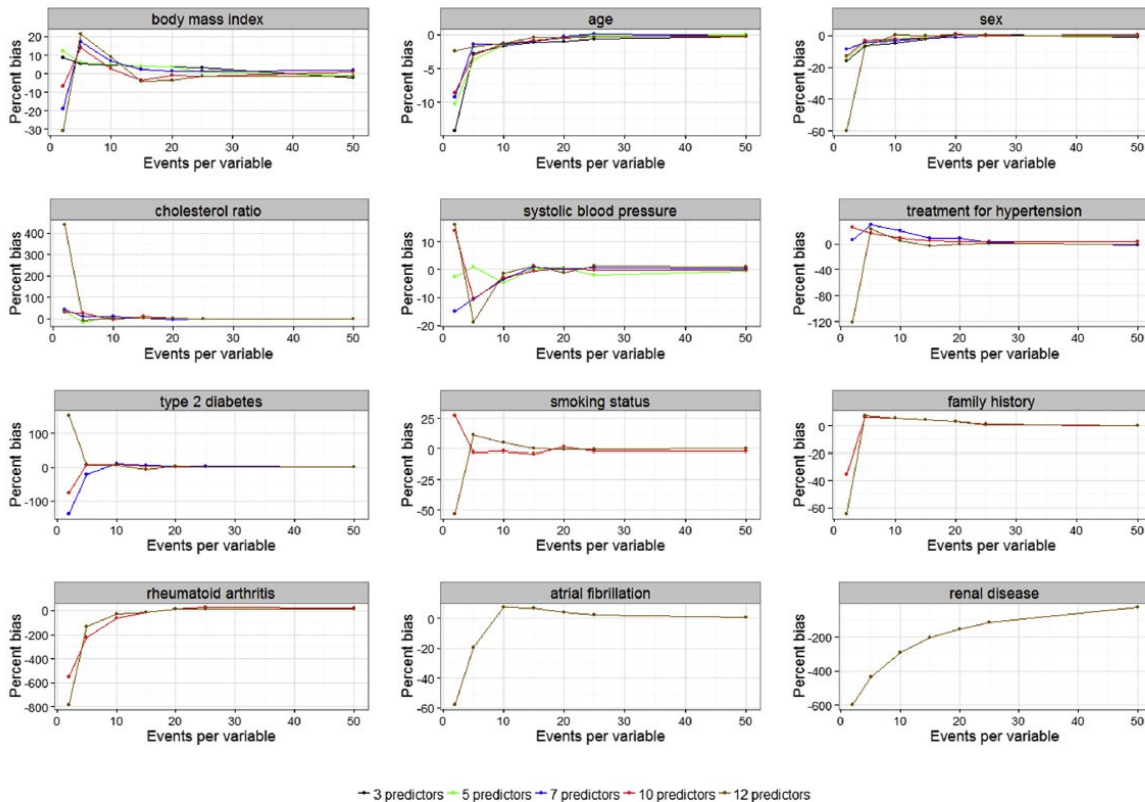 body mass index
Percent bias
20
10
0
-10
-20
-30
0 10 20 30 40 50
Events per variable
age
Percent bias
0
-5
-10
0 10 20 30 40 50
Events per variable
sex
Percent bias
0
-20
-40
-60
0 10 20 30 40 50
Events per variable
cholesterol ratio
Percent bias
400
300
200
100
0
0 10 20 30 40 50
Events per variable
systolic blood pressure
Percent bias
10
0
-10
-20
0 10 20 30 40 50
Events per variable
treatment for hypertension
Percent bias
0
-40
-80
-120
0 10 20 30 40 50
Events per variable
type 2 diabetes
Percent bias
100
0
-100
0 10 20 30 40 50
Events per variable
smoking status
Percent bias
25
0
-25
-50
0 10 20 30 40 50
Events per variable
family history
Percent bias
0
-20
-40
-60
0 10 20 30 40 50
Events per variable
rheumatoid arthritis
Percent bias
0
-200
-400
-600
-800
0 10 20 30 40 50
Events per variable
atrial fibrillation
Percent bias
0
-20
-40
-60
0 10 20 30 40 50
Events per variable
renal disease
Percent bias
-200
-400
-600
0 10 20 30 40 50
Events per variable
3 predictors 5 predictors 7 predictors 10 predictors 12 predictors